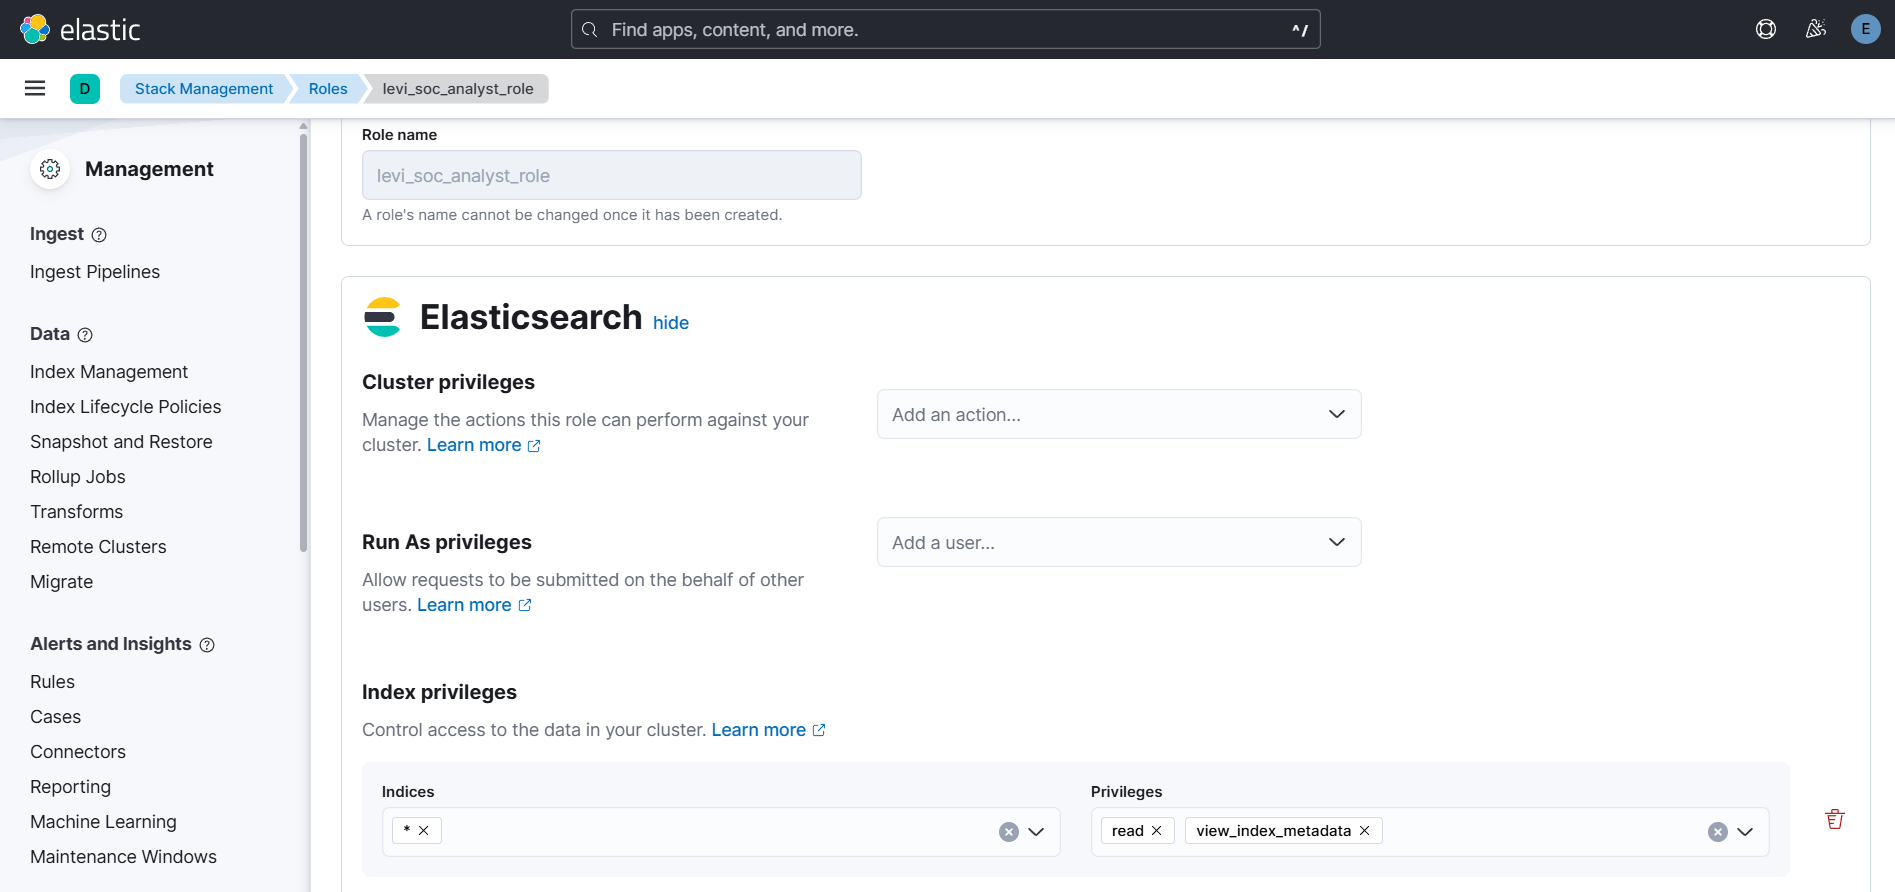 elastic
Find apps, content, and more.
^/
E
D
Stack Management
Roles
levi_soc_analyst_role
Management
Ingest
Ingest Pipelines
Data
Index Management
Index Lifecycle Policies
Snapshot and Restore
Rollup Jobs
Transforms
Remote Clusters
Migrate
Alerts and Insights
Rules
Cases
Connectors
Reporting
Machine Learning
Maintenance Windows
Role name
levi_soc_analyst_role
A role's name cannot be changed once it has been created.
Elasticsearch hide
Cluster privileges
Manage the actions this role can perform against your
cluster. Learn more
Add an action...
Run As privileges
Allow requests to be submitted on the behalf of other
users. Learn more
Add a user...
Index privileges
Control access to the data in your cluster. Learn more
Indices
*
Privileges
read
view_index_metadata